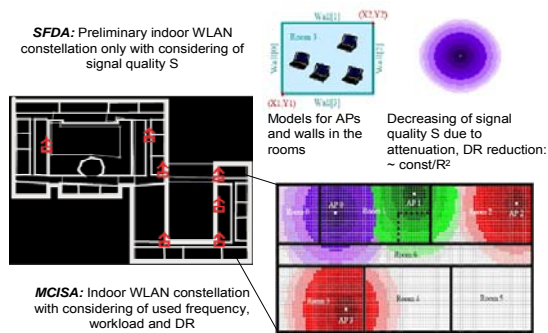 SFDA: Preliminary indoor WLAN
constellation only with considering of
signal quality S
(X2,Y2)
Wall[1]
Room 3
Wall[0]
Wall[2]
(X1,Y1)
Wall[3]
Models for APs
and walls in the
rooms
Decreasing of signal
quality S due to
attenuation, DR reduction:
~ const/R²
Room 0
AP 0
Room 1
AP 1
Room 2
AP 2
Room 6
Room 3
AP 3
Room 4
Room 5
MCISA: Indoor WLAN constellation
with considering of used frequency,
workload and DR